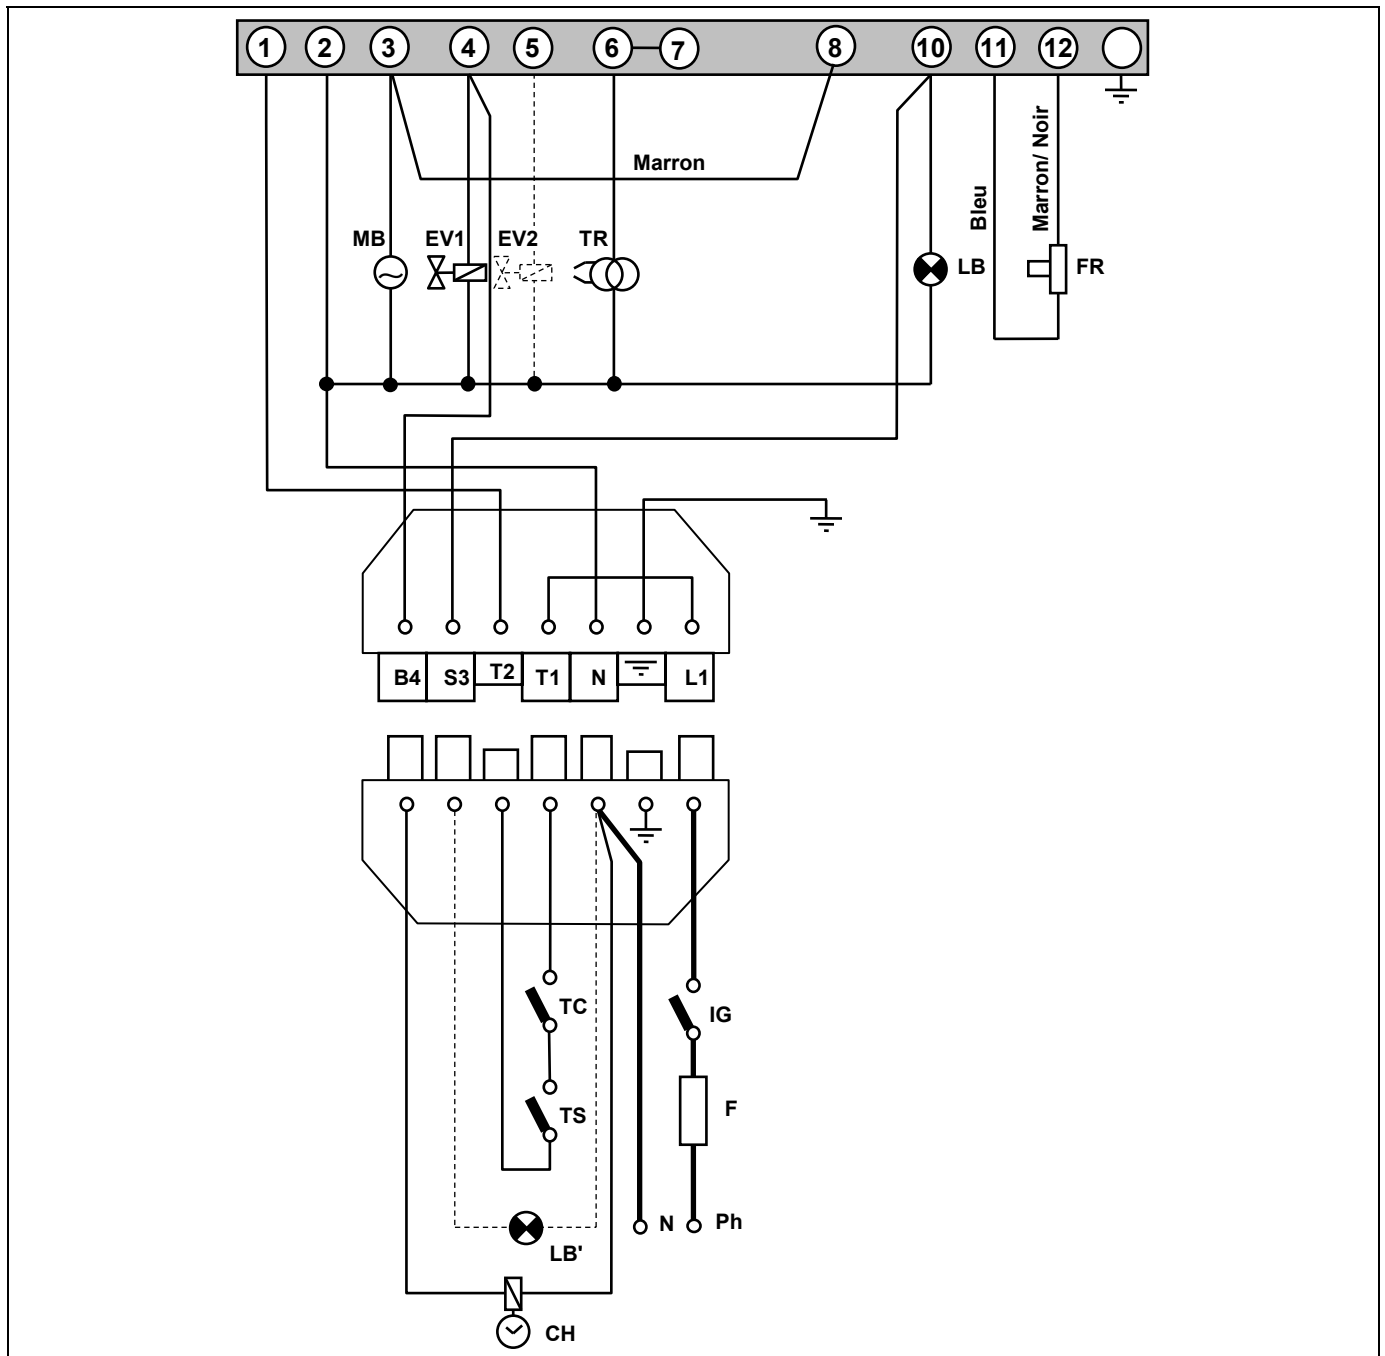 1 2 3 4 5 6 7 8 10 11 12
Marron
Bleu
Marron/ Noir
MB EV1 EV2 TR LB FR
B4 S3 T2 T1 N L1
TC
IG
TS
F
N Ph
LB'
CH